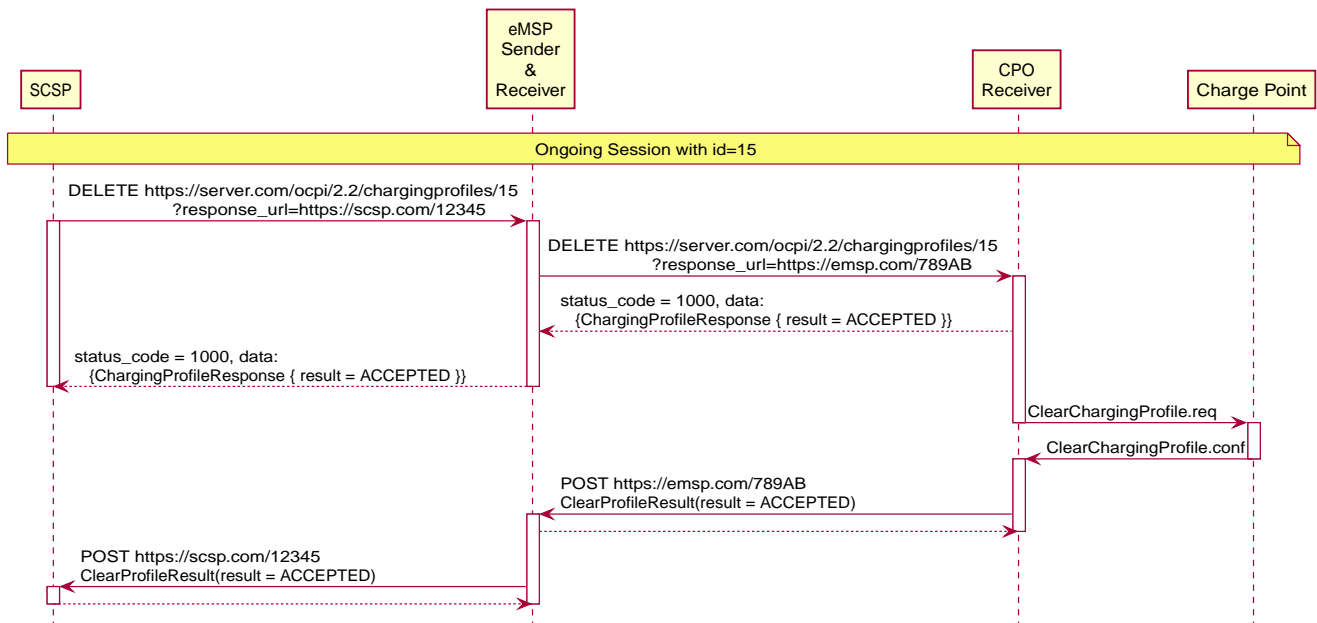 eMSP
Sender
&
Receiver
SCSP
CPO
Receiver
Charge Point
Ongoing Session with id=15
DELETE https://server.com/ocpi/2.2/chargingprofiles/15
?response_url=https://scsp.com/12345
DELETE https://server.com/ocpi/2.2/chargingprofiles/15
?response_url=https://emsp.com/789AB
status_code = 1000, data:
{ChargingProfileResponse { result = ACCEPTED }}
status_code = 1000, data:
{ChargingProfileResponse { result = ACCEPTED }}
ClearChargingProfile.req
ClearChargingProfile.conf
POST https://emsp.com/789AB
ClearProfileResult(result = ACCEPTED)
POST https://scsp.com/12345
ClearProfileResult(result = ACCEPTED)